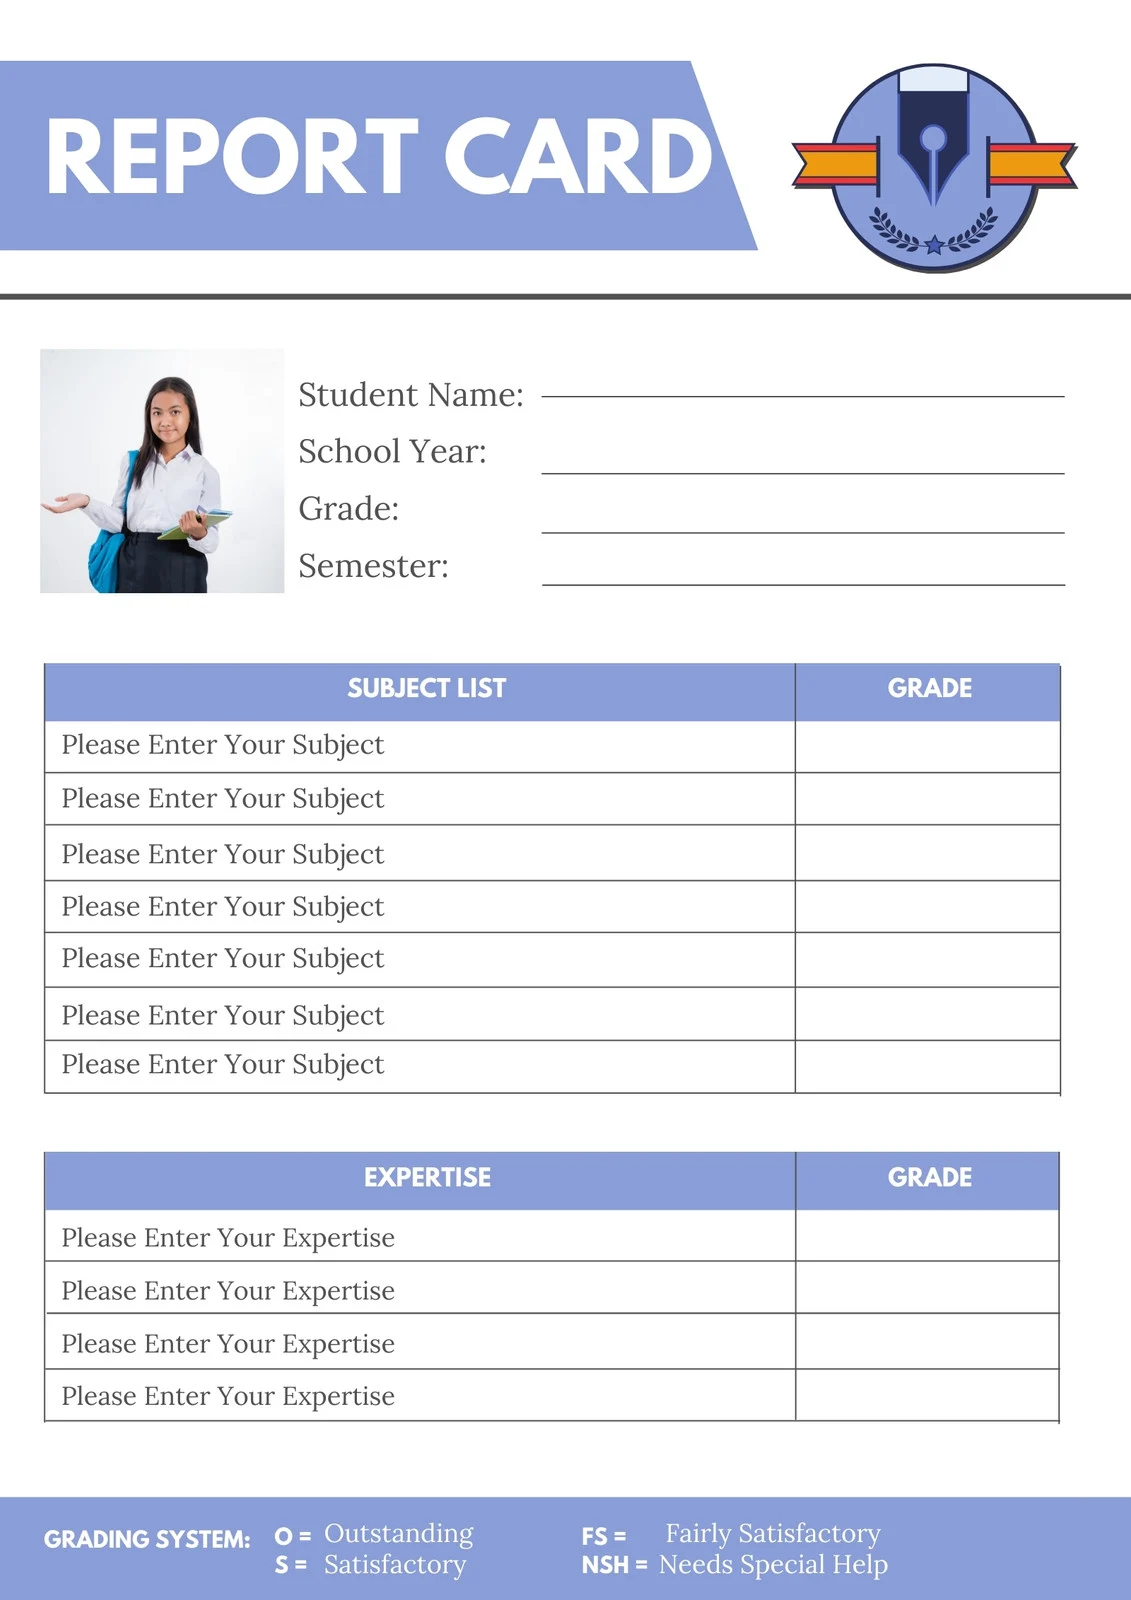 REPORT CARD
Student Name:
School Year:
Grade:
Semester:
SUBJECT LIST GRADE
Please Enter Your Subject
Please Enter Your Subject
Please Enter Your Subject
Please Enter Your Subject
Please Enter Your Subject
Please Enter Your Subject
Please Enter Your Subject
EXPERTISE GRADE
Please Enter Your Expertise
Please Enter Your Expertise
Please Enter Your Expertise
Please Enter Your Expertise
GRADING SYSTEM: O = Outstanding FS = Fairly Satisfactory
S = Satisfactory NSH = Needs Special Help